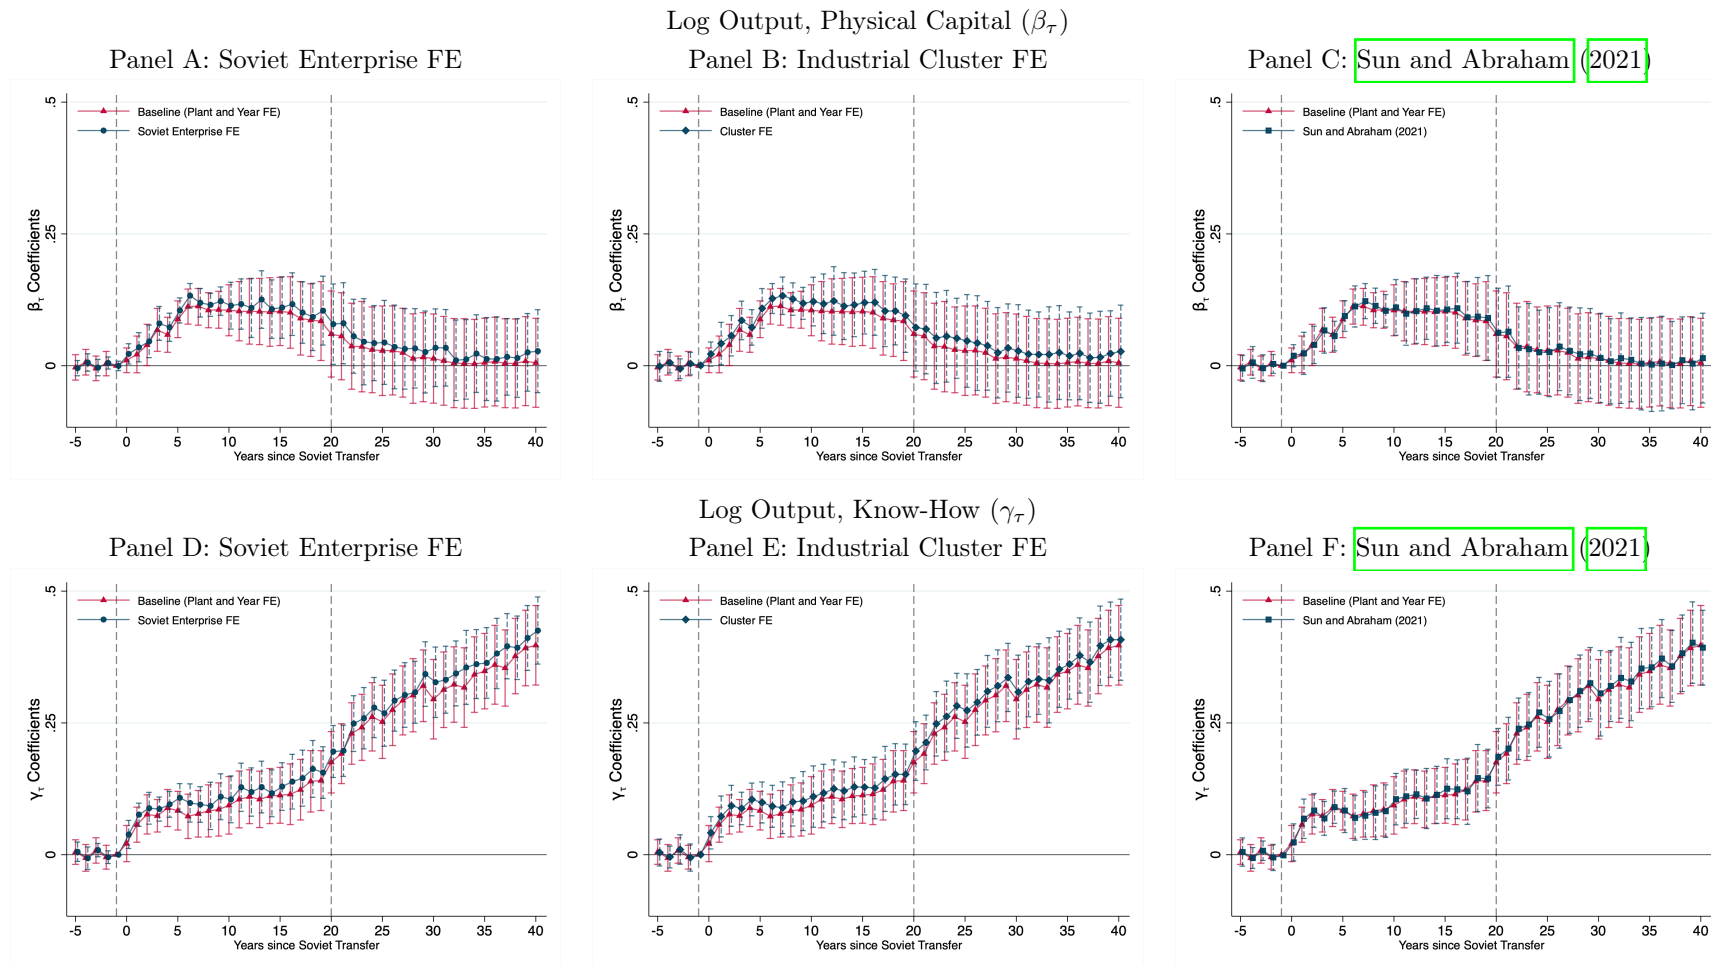 Log Output, Physical Capital (βτ)
Panel A: Soviet Enterprise FE
Baseline (Plant and Year FE)
Soviet Enterprise FE
.5
.25
0
βτ Coefficients
-5 0 5 10 15 20 25 30 35 40
Years since Soviet Transfer
Panel B: Industrial Cluster FE
Baseline (Plant and Year FE)
Cluster FE
.5
.25
0
βτ Coefficients
-5 0 5 10 15 20 25 30 35 40
Years since Soviet Transfer
Panel C: Sun and Abraham (2021)
Baseline (Plant and Year FE)
Sun and Abraham (2021)
.5
.25
0
βτ Coefficients
-5 0 5 10 15 20 25 30 35 40
Years since Soviet Transfer
Log Output, Know-How (γτ)
Panel D: Soviet Enterprise FE
Baseline (Plant and Year FE)
Soviet Enterprise FE
.5
.25
0
γτ Coefficients
-5 0 5 10 15 20 25 30 35 40
Years since Soviet Transfer
Panel E: Industrial Cluster FE
Baseline (Plant and Year FE)
Cluster FE
.5
.25
0
γτ Coefficients
-5 0 5 10 15 20 25 30 35 40
Years since Soviet Transfer
Panel F: Sun and Abraham (2021)
Baseline (Plant and Year FE)
Sun and Abraham (2021)
.5
.25
0
γτ Coefficients
-5 0 5 10 15 20 25 30 35 40
Years since Soviet Transfer